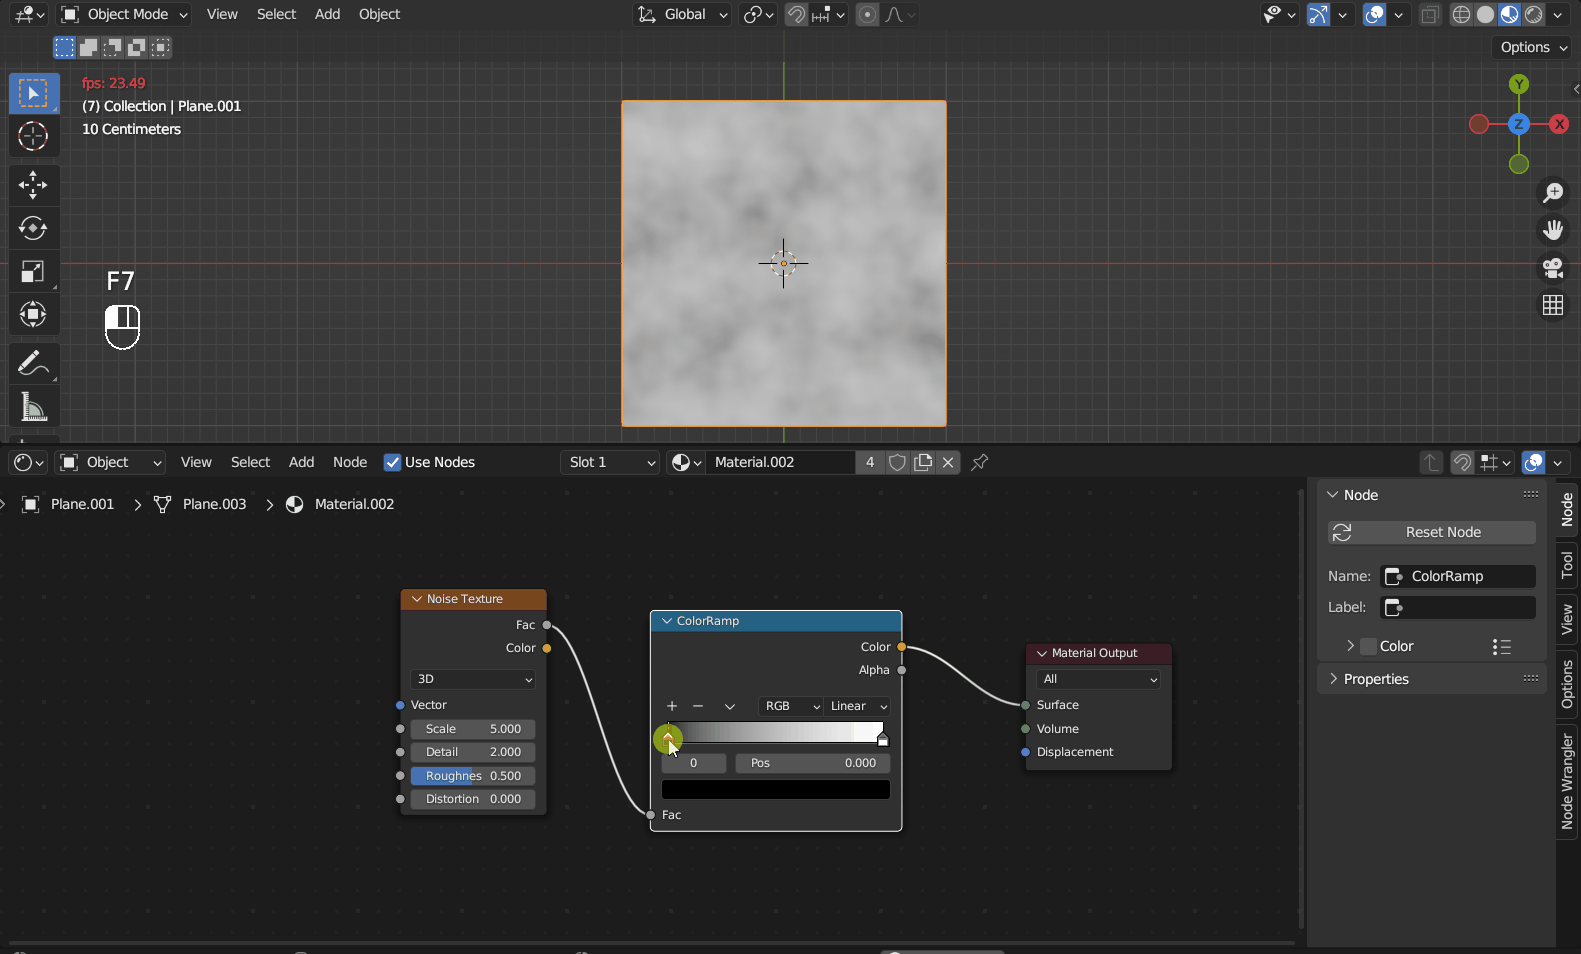 Object Mode View Select Add Object Global
Options
fps: 23.49
(7) Collection | Plane.001
10 Centimeters
Y
Z X
F7
Object View Select Add Node Use Nodes Slot 1 Material.002 4
Plane.001 Plane.003 Material.002
Noise Texture
Fac
Color
3D
Vector
Scale 5.000
Detail 2.000
Roughnes 0.500
Distortion 0.000
ColorRamp
Color
Alpha
RGB Linear
0 Pos 0.000
Fac
Material Output
All
Surface
Volume
Displacement
Node
Reset Node
Name: ColorRamp
Label:
Color
Properties
Node
Tool
View
Options
Node Wrangler